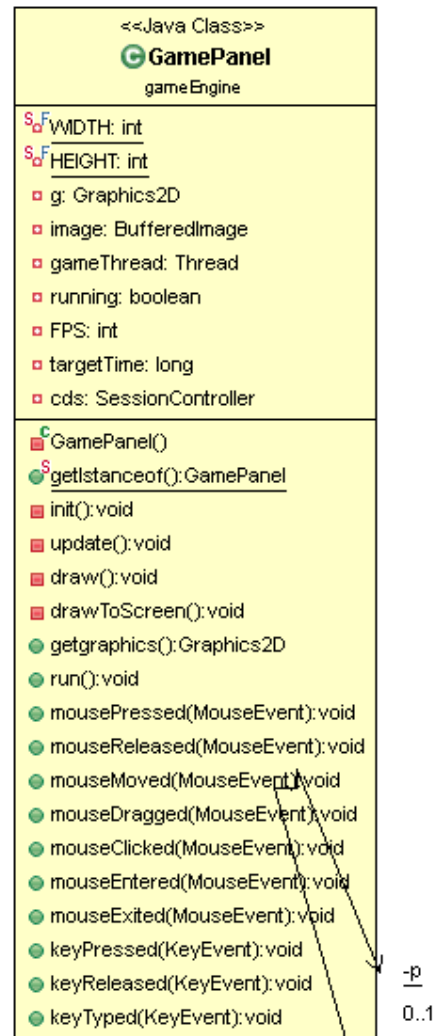 <<Java Class>>
GamePanel
gameEngine
WIDTH: int
HEIGHT: int
g: Graphics2D
image: BufferedImage
gameThread: Thread
running: boolean
FPS: int
targetTime: long
cds: SessionController
GamePanel()
getIstanceof():GamePanel
init():void
update():void
draw():void
drawToScreen():void
getgraphics():Graphics2D
run():void
mousePressed(MouseEvent):void
mouseReleased(MouseEvent):void
mouseMoved(MouseEvent):void
mouseDragged(MouseEvent):void
mouseClicked(MouseEvent):void
mouseEntered(MouseEvent):void
mouseExited(MouseEvent):void
keyPressed(KeyEvent):void
keyReleased(KeyEvent):void
keyTyped(KeyEvent):void
-p
0..1